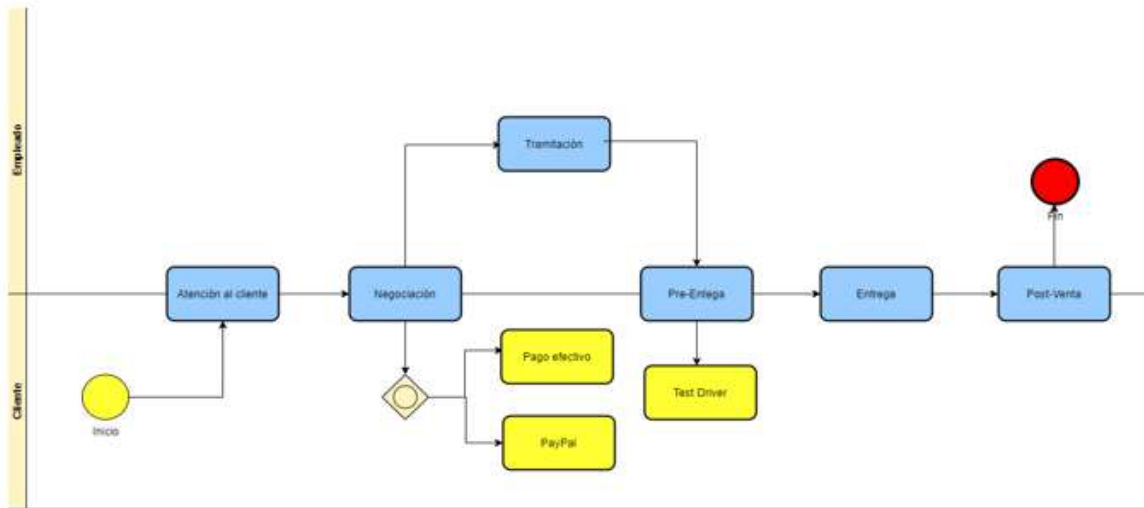 Empleado
Tramitación
Fin
Atención al cliente
Negociación
Pre-Entega
Entrega
Post-Venta
Cliente
Inicio
Pago efectivo
Test Driver
PayPal